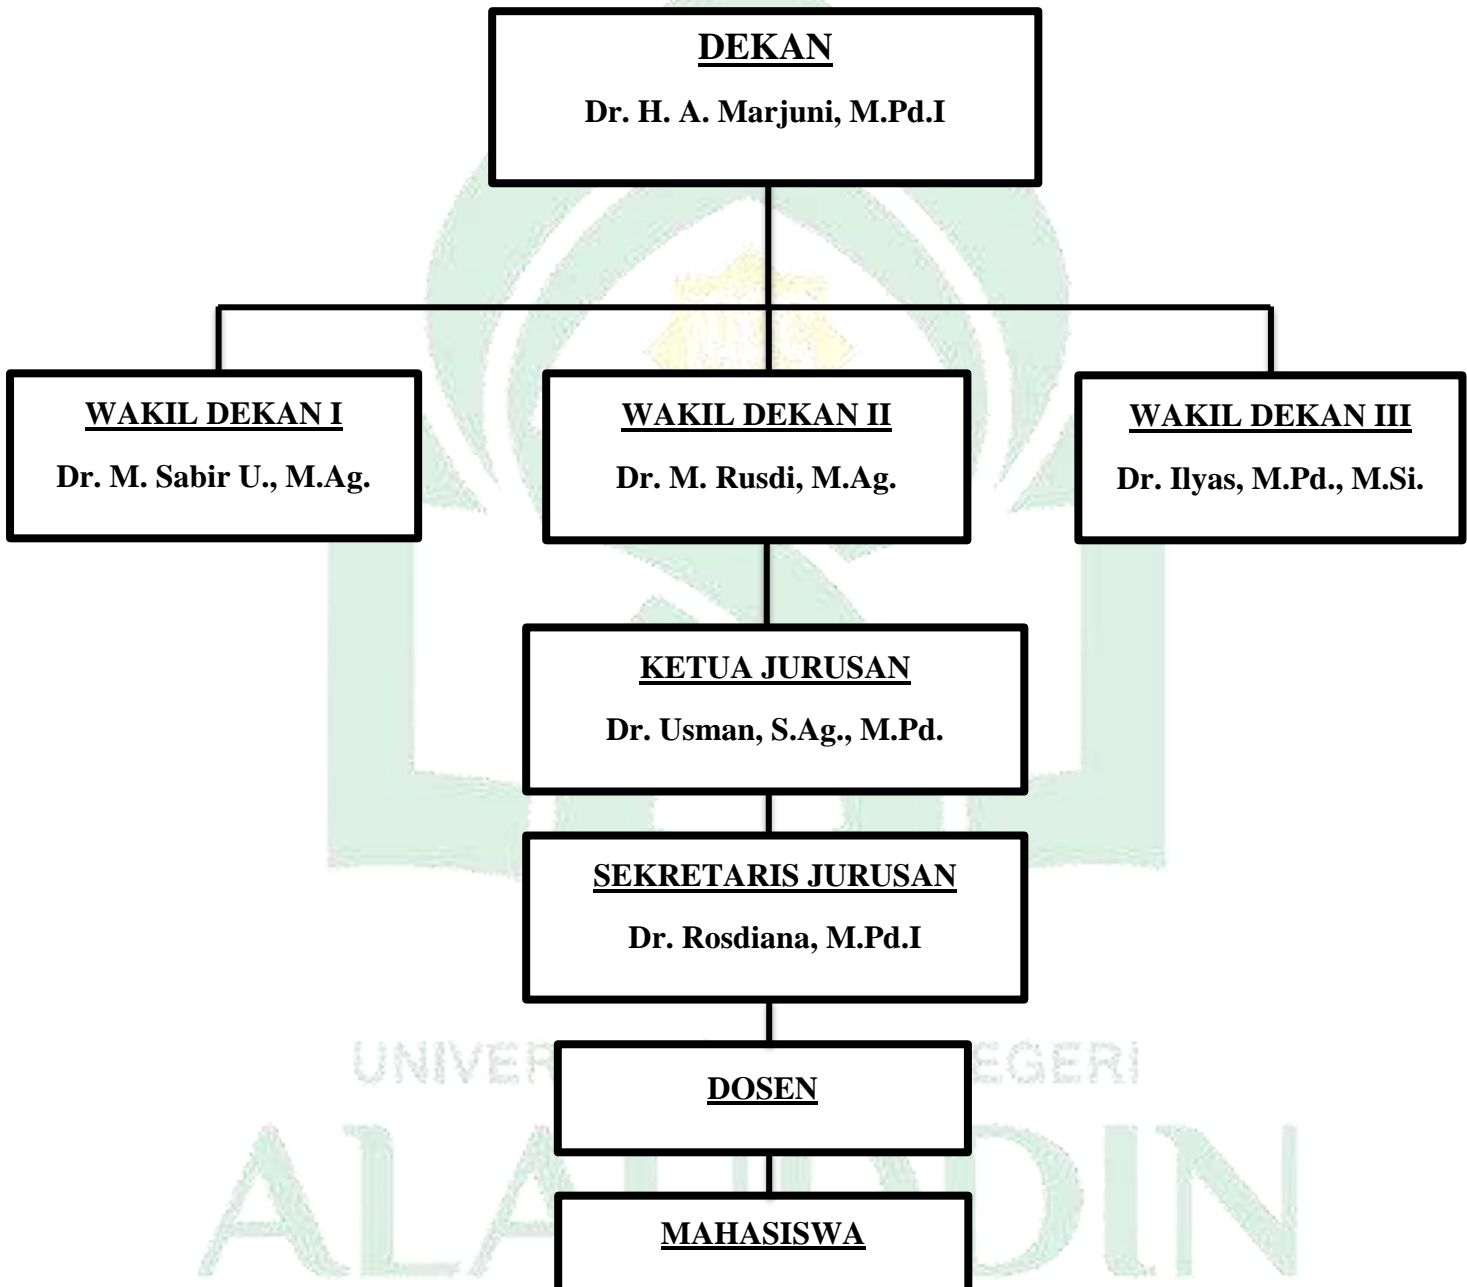 DEKAN
Dr. H. A. Marjuni, M.Pd.I
WAKIL DEKAN I
Dr. M. Sabir U., M.Ag.
WAKIL DEKAN II
Dr. M. Rusdi, M.Ag.
WAKIL DEKAN III
Dr. Ilyas, M.Pd., M.Si.
KETUA JURUSAN
Dr. Usman, S.Ag., M.Pd.
SEKRETARIS JURUSAN
Dr. Rosdiana, M.Pd.I
DOSEN
MAHASISWA